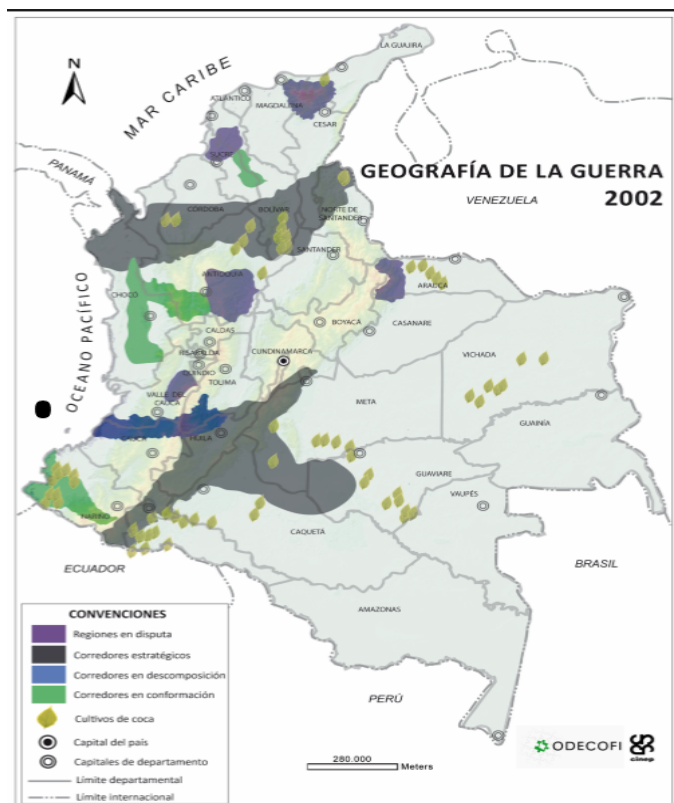 LA GUAJIRA
N
MAR CARIBE
ATLÁNTICO
MAGDALENA
CESAR
SUCRE
PANAMÁ
GEOGRAFÍA DE LA GUERRA
2002
VENEZUELA
CÓRDOBA
BOLÍVAR
NORTE DE
SANTANDER
SANTANDER
ANTIOQUIA
ARAUCA
CHOCÓ
OCEANO PACÍFICO
BOYACÁ
CASANARE
CALDAS
RISARALDA
CUNDINAMARCA
VICHADA
QUINDIO
TOLIMA
VALLE DEL
CAUCA
META
GUAINÍA
CAUCA
HUILA
GUAVIARE
VAUPÉS
NARIÑO
CAQUETÁ
ECUADOR
BRASIL
AMAZONAS
PERÚ
CONVENCIONES
Regiones en disputa
Corredores estratégicos
Corredores en descomposición
Corredores en conformación
Cultivos de coca
Capital del país
Capitales de departamento
Límite departamental
Límite internacional
280.000
Meters
ODECOFI
cinep